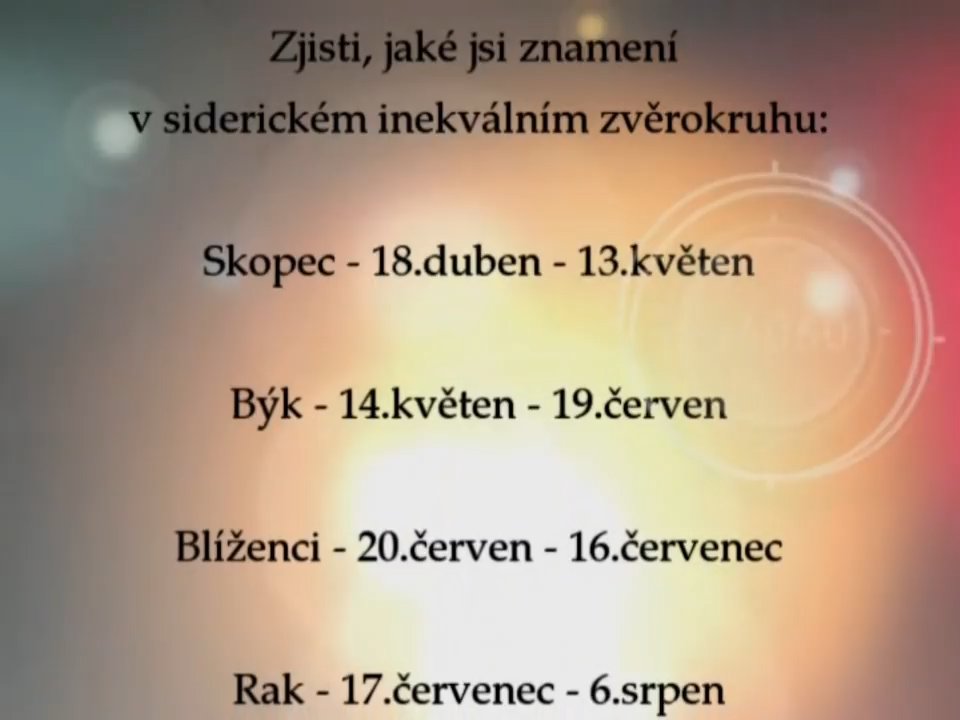 Zjisti, jaké jsi znamení
v siderickém inekválním zvěrokruhu:
Skopec - 18.duben - 13.květen
Býk - 14.květen - 19.červen
Blíženci - 20.červen - 16.červenec
Rak - 17.červenec - 6.srpen